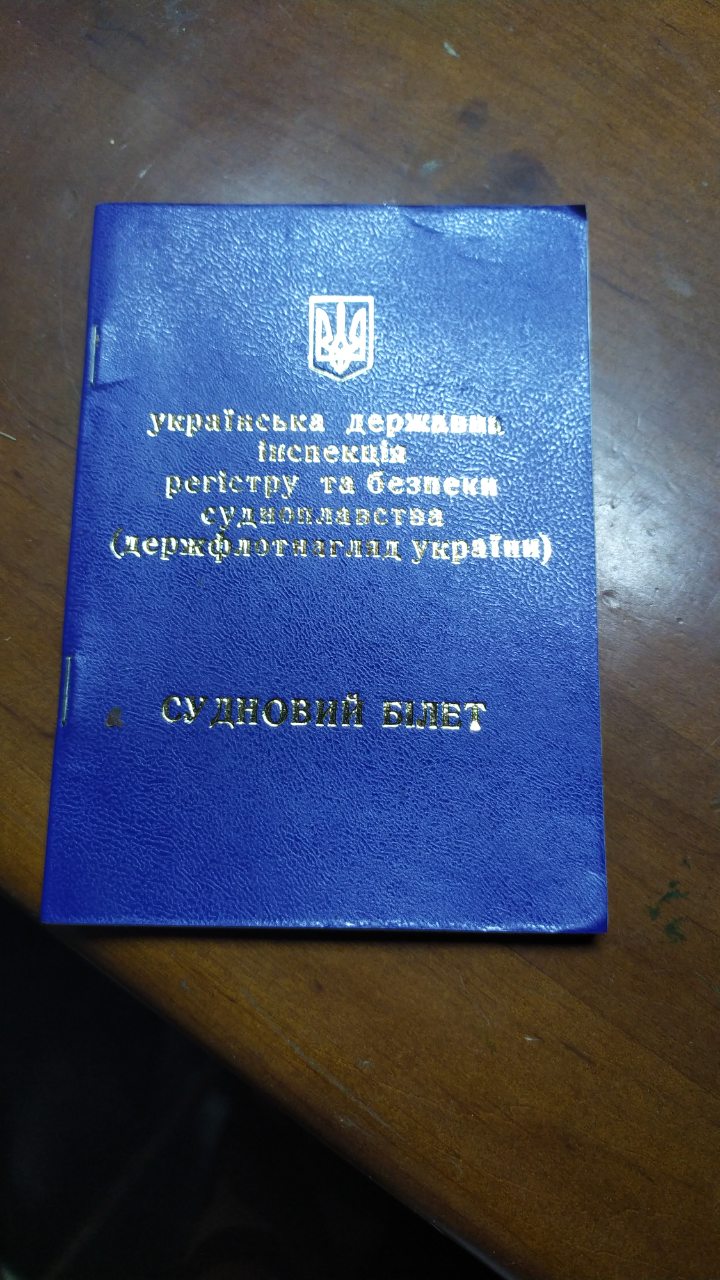 українська державна
інспекція
регістру та безпеки
судноплавства
(держфлотнагляд україни)
СУДНОВИЙ БІЛЕТ